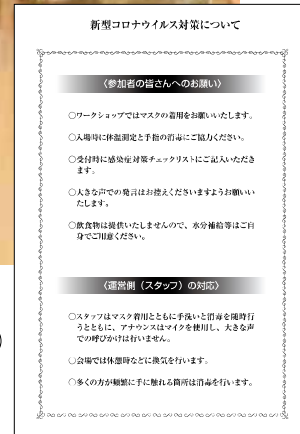 新型コロナウイルス対策について
〈参加者の皆さんへのお願い〉
○ワークショップではマスクの着用をお願いいたします。
○入場時に体温測定と手指の消毒にご協力ください。
○受付時に感染症対策チェックリストにご記入いただき
ます。
○大きな声での発言はお控えくださいますようお願いい
たします。
○飲食物は提供いたしませんので、水分補給等はご自
身でご用意ください。
〈運営側（スタッフ）の対応〉
○スタッフはマスク着用とともに手洗いと消毒を随時行
うとともに、アナウンスはマイクを使用し、大きな声
での呼びかけは行いません。
○会場では休憩時などに換気を行います。
○多くの方が頻繁に手に触れる箇所は消毒を行います。
)